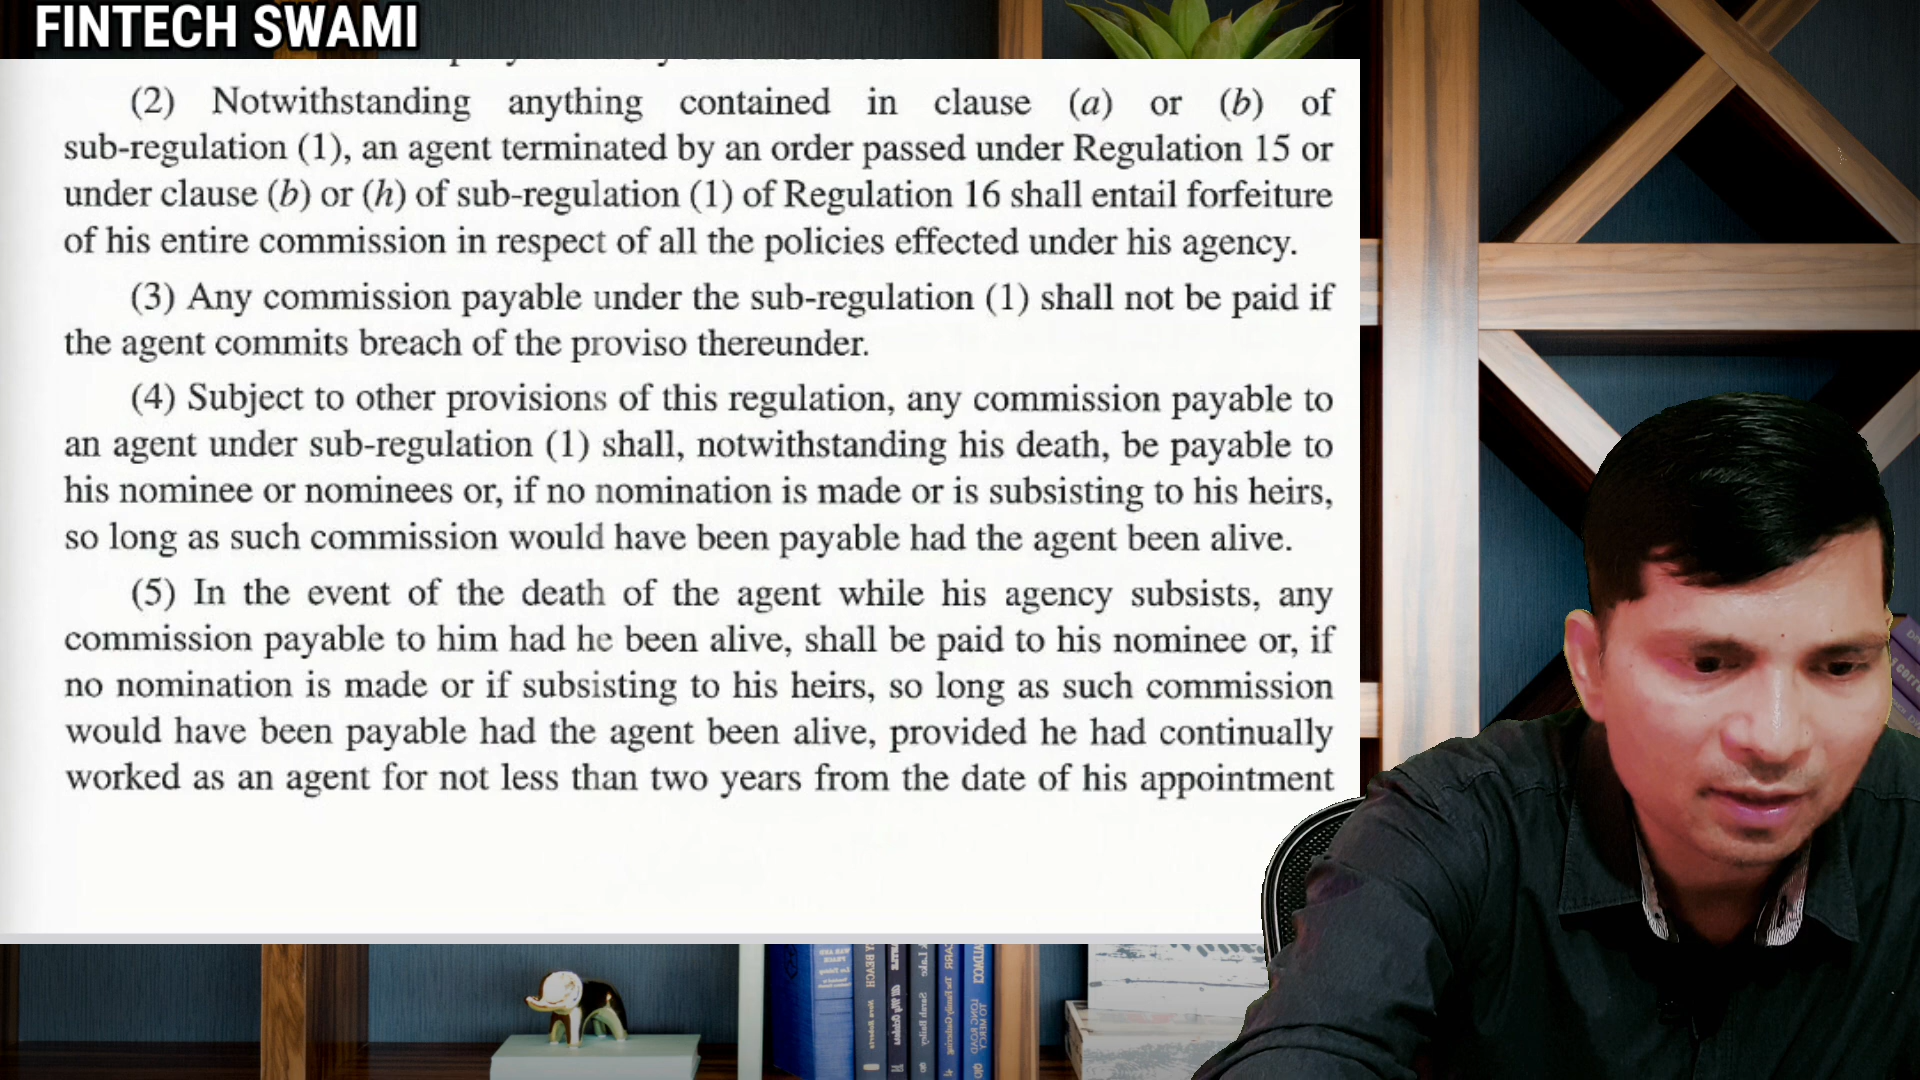 FINTECH SWAMI
(2) Notwithstanding anything contained in clause (a) or (b) of
sub-regulation (1), an agent terminated by an order passed under Regulation 15 or
under clause (b) or (h) of sub-regulation (1) of Regulation 16 shall entail forfeiture
of his entire commission in respect of all the policies effected under his agency.
(3) Any commission payable under the sub-regulation (1) shall not be paid if
the agent commits breach of the proviso thereunder.
(4) Subject to other provisions of this regulation, any commission payable to
an agent under sub-regulation (1) shall, notwithstanding his death, be payable to
his nominee or nominees or, if no nomination is made or is subsisting to his heirs,
so long as such commission would have been payable had the agent been alive.
(5) In the event of the death of the agent while his agency subsists, any
commission payable to him had he been alive, shall be paid to his nominee or, if
no nomination is made or if subsisting to his heirs, so long as such commission
would have been payable had the agent been alive, provided he had continually
worked as an agent for not less than two years from the date of his appointment